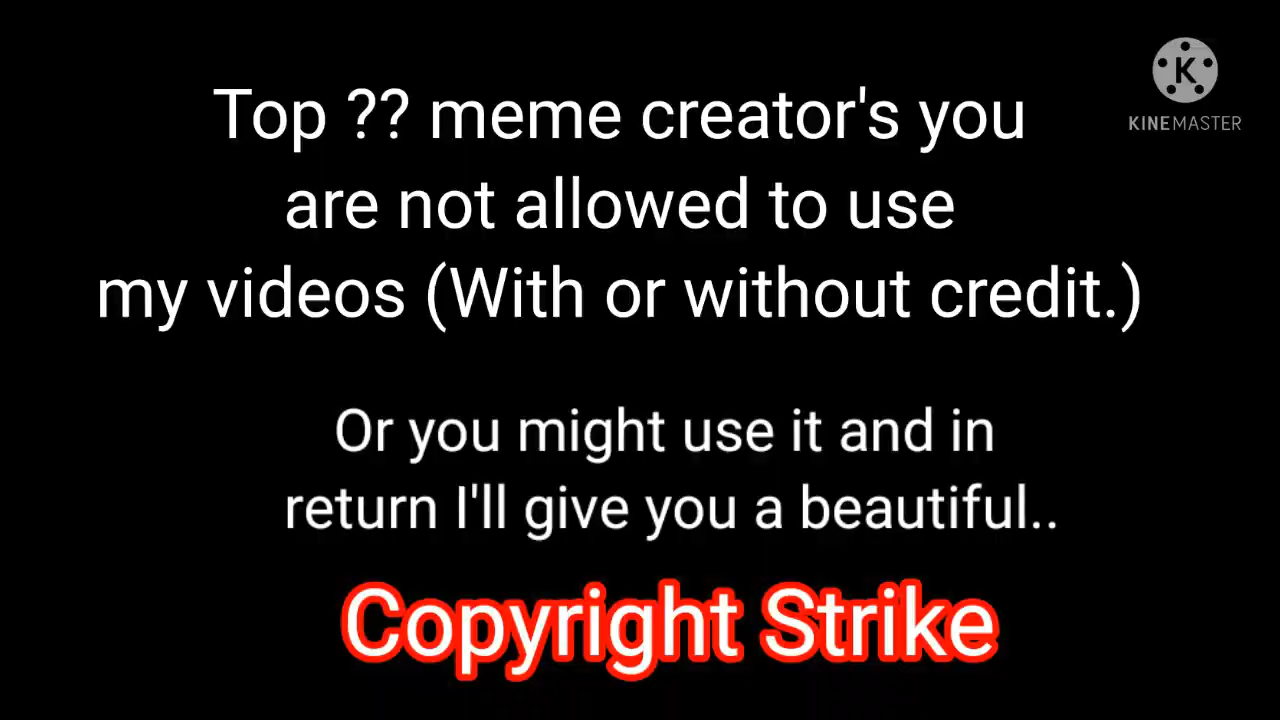 Top ?? meme creator's you
are not allowed to use
my videos (With or without credit.)
Or you might use it and in
return I'll give you a beautiful..
Copyright Strike
K
KINEMASTER